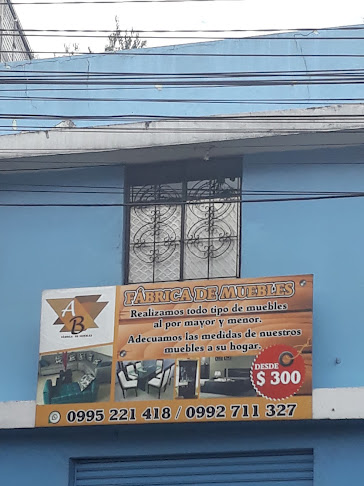 FÁBRICA DE MUEBLES
Realizamos todo tipo de muebles
al por mayor y menor.
Adecuamos las medidas de nuestros
muebles a su hogar.
AB
FÁBRICA DE MUEBLES
DESDE
$ 300
0995 221 418 / 0992 711 327